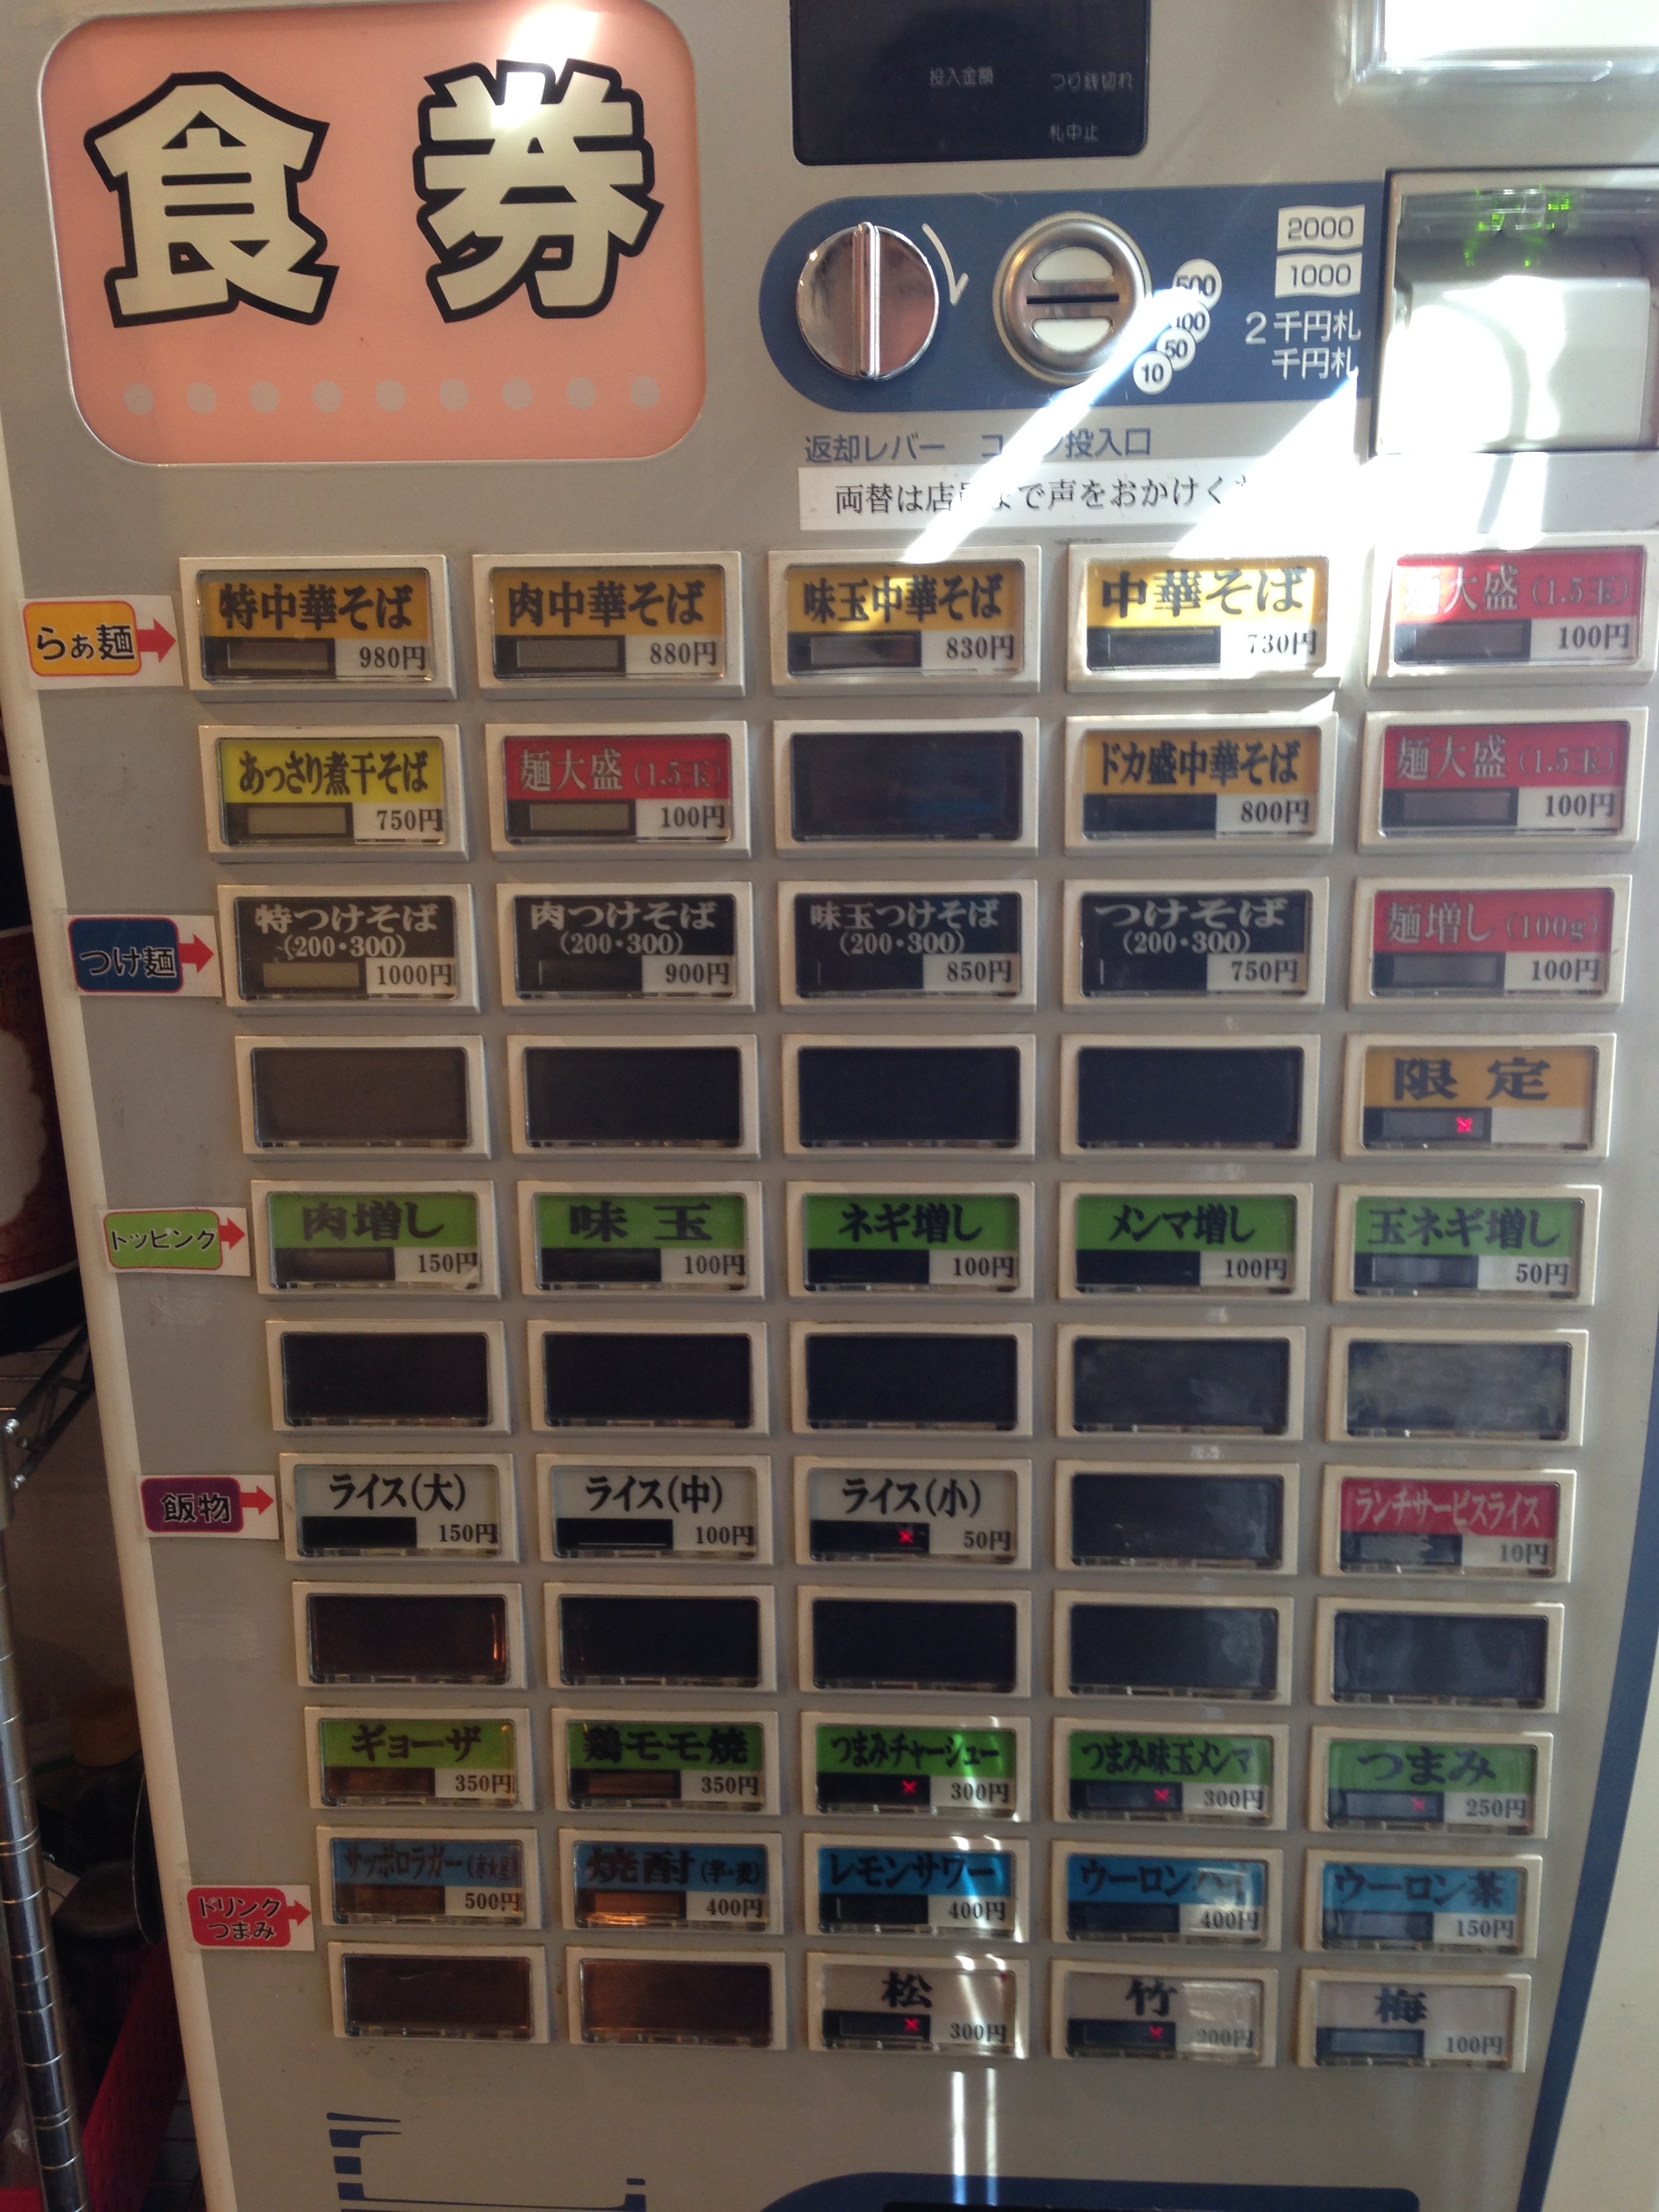 食券
投入金額
つり銭切れ
札中止
2000
1000
500
100
50
10
2千円札
千円札
返却レバー
投入口
両替は店 まで声をおかけく
らぁ麺
特中華そば
980円
肉中華そば
880円
味玉中華そば
830円
中華そば
730円
麺大盛(1.5玉)
100円
あっさり煮干そば
750円
麺大盛(1.5玉)
100円
ドカ盛中華そば
800円
麺大盛(1.5玉)
100円
つけ麺
特つけそば
(200・300)
1000円
肉つけそば
(200・300)
900円
味玉つけそば
(200・300)
850円
つけそば
(200・300)
750円
麺増し(100g)
100円
限定
トッピング
肉増し
150円
味玉
100円
ネギ増し
100円
メンマ増し
100円
玉ネギ増し
50円
飯物
ライス(大)
150円
ライス(中)
100円
ライス(小)
50円
ランチサービスライス
10円
ギョーザ
350円
鶏モモ焼
350円
つまみチャーシュー
300円
つまみ味玉メンマ
300円
つまみ
250円
ドリンク
つまみ
サッポロラガー(赤★星)
500円
焼酎(芋・麦)
400円
レモンサワー
400円
ウーロンハイ
400円
ウーロン茶
150円
松
300円
竹
200円
梅
100円